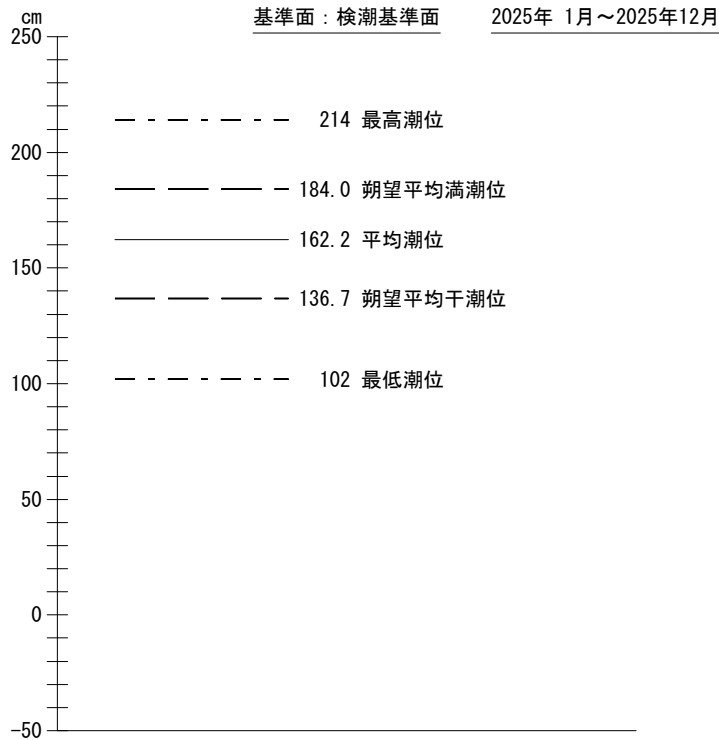 cm
基準面：検潮基準面 2025年 1月～2025年12月
250
214 最高潮位
200
184.0 朔望平均満潮位
162.2 平均潮位
150
136.7 朔望平均干潮位
102 最低潮位
100
50
0
-50